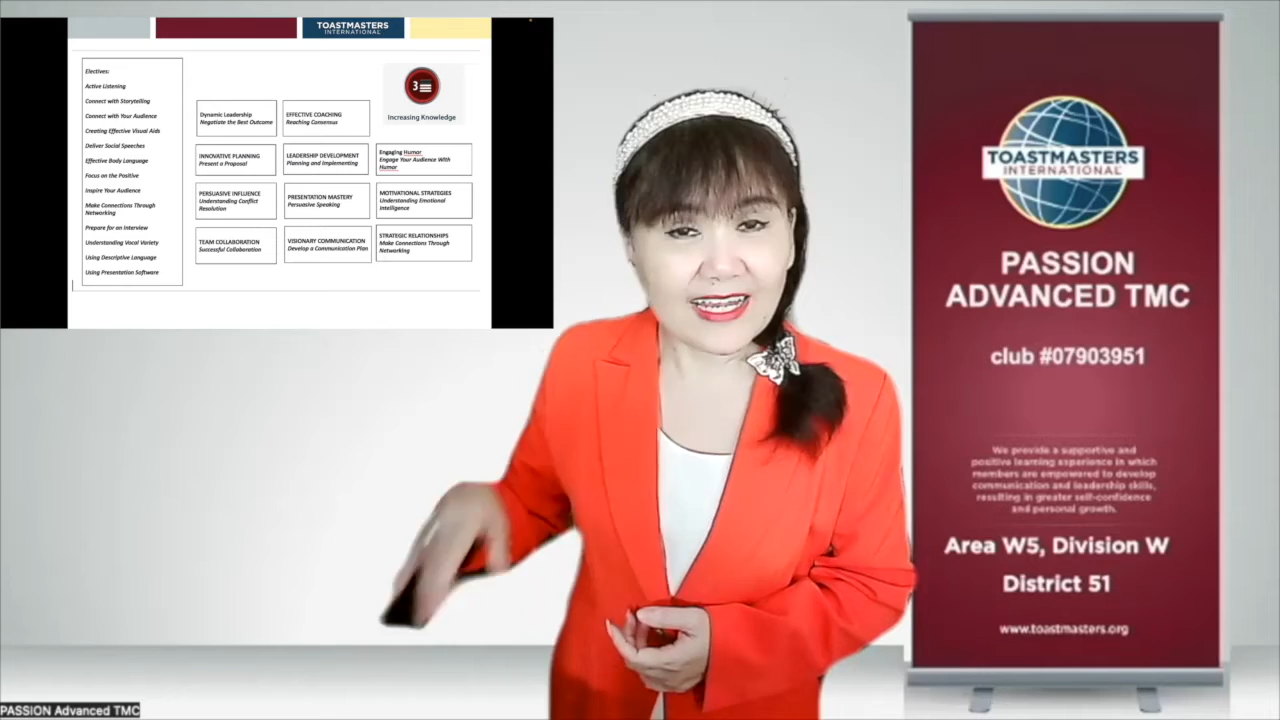 TOASTMASTERS
INTERNATIONAL
Electives:
Active Listening
Connect with Storytelling
Connect with Your Audience
Creating Effective Visual Aids
Deliver Social Speeches
Effective Body Language
Focus on the Positive
Inspire Your Audience
Make Connections Through
Networking
Prepare for an Interview
Understanding Vocal Variety
Using Descriptive Language
Using Presentation Software
3
Increasing Knowledge
Dynamic Leadership
Negotiate the Best Outcome
EFFECTIVE COACHING
Reaching Consensus
INNOVATIVE PLANNING
Present a Proposal
LEADERSHIP DEVELOPMENT
Planning and Implementing
Engaging Humor
Engage Your Audience With
Humor
PERSUASIVE INFLUENCE
Understanding Conflict
Resolution
PRESENTATION MASTERY
Persuasive Speaking
MOTIVATIONAL STRATEGIES
Understanding Emotional
Intelligence
TEAM COLLABORATION
Successful Collaboration
VISIONARY COMMUNICATION
Develop a Communication Plan
STRATEGIC RELATIONSHIPS
Make Connections Through
Networking
TOASTMASTERS
INTERNATIONAL
PASSION
ADVANCED TMC
club #07903951
We provide a supportive and
positive learning experience in which
members are empowered to develop
communication and leadership skills,
resulting in greater self-confidence
and personal growth.
Area W5, Division W
District 51
www.toastmasters.org
PASSION Advanced TMC